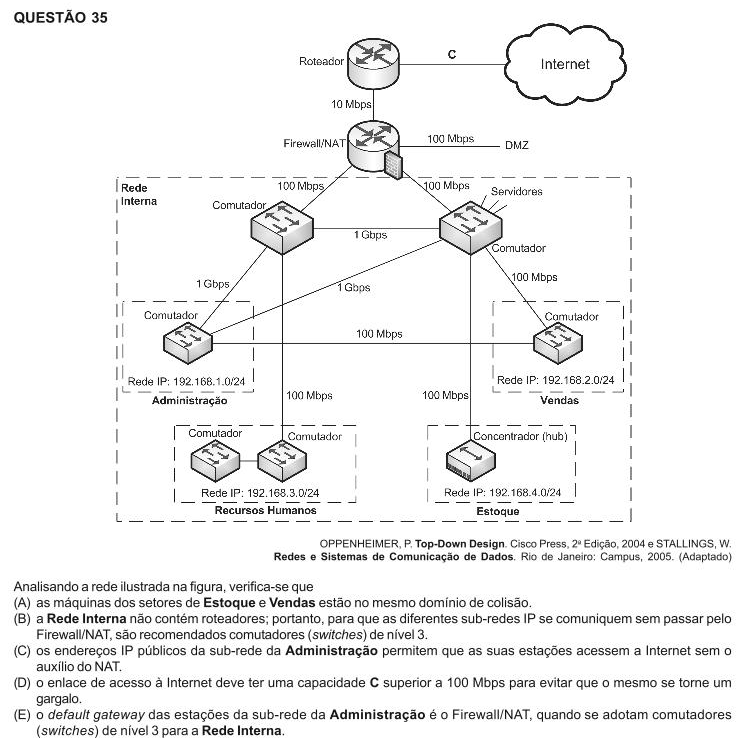 QUESTÃO 35
Roteador
C
Internet
10 Mbps
Firewall/NAT
100 Mbps
DMZ
Rede
Interna
100 Mbps
100 Mbps
Servidores
Comutador
1 Gbps
Comutador
1 Gbps
1 Gbps
100 Mbps
Comutador
100 Mbps
Comutador
Rede IP: 192.168.1.0/24
Rede IP: 192.168.2.0/24
Administração
100 Mbps
100 Mbps
Vendas
Comutador
Comutador
Concentrador (hub)
Rede IP: 192.168.3.0/24
Rede IP: 192.168.4.0/24
Recursos Humanos
Estoque
OPPENHEIMER, P. Top-Down Design. Cisco Press, 2ª Edição, 2004 e STALLINGS, W.
Redes e Sistemas de Comunicação de Dados. Rio de Janeiro: Campus, 2005. (Adaptado)
Analisando a rede ilustrada na figura, verifica-se que
(A) as máquinas dos setores de Estoque e Vendas estão no mesmo domínio de colisão.
(B) a Rede Interna não contém roteadores; portanto, para que as diferentes sub-redes IP se comuniquem sem passar pelo
Firewall/NAT, são recomendados comutadores (switches) de nível 3.
(C) os endereços IP públicos da sub-rede da Administração permitem que as suas estações acessem a Internet sem o
auxílio do NAT.
(D) o enlace de acesso à Internet deve ter uma capacidade C superior a 100 Mbps para evitar que o mesmo se torne um
gargalo.
(E) o default gateway das estações da sub-rede da Administração é o Firewall/NAT, quando se adotam comutadores
(switches) de nível 3 para a Rede Interna.